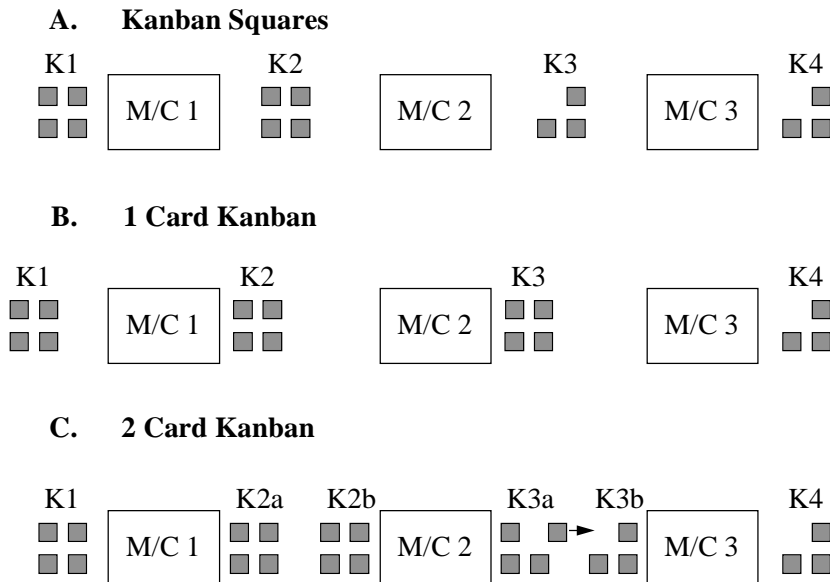 A. Kanban Squares
K1 K2 K3 K4
M/C 1 M/C 2 M/C 3
B. 1 Card Kanban
K1 K2 K3 K4
M/C 1 M/C 2 M/C 3
C. 2 Card Kanban
K1 K2a K2b K3a K3b K4
M/C 1 M/C 2 M/C 3